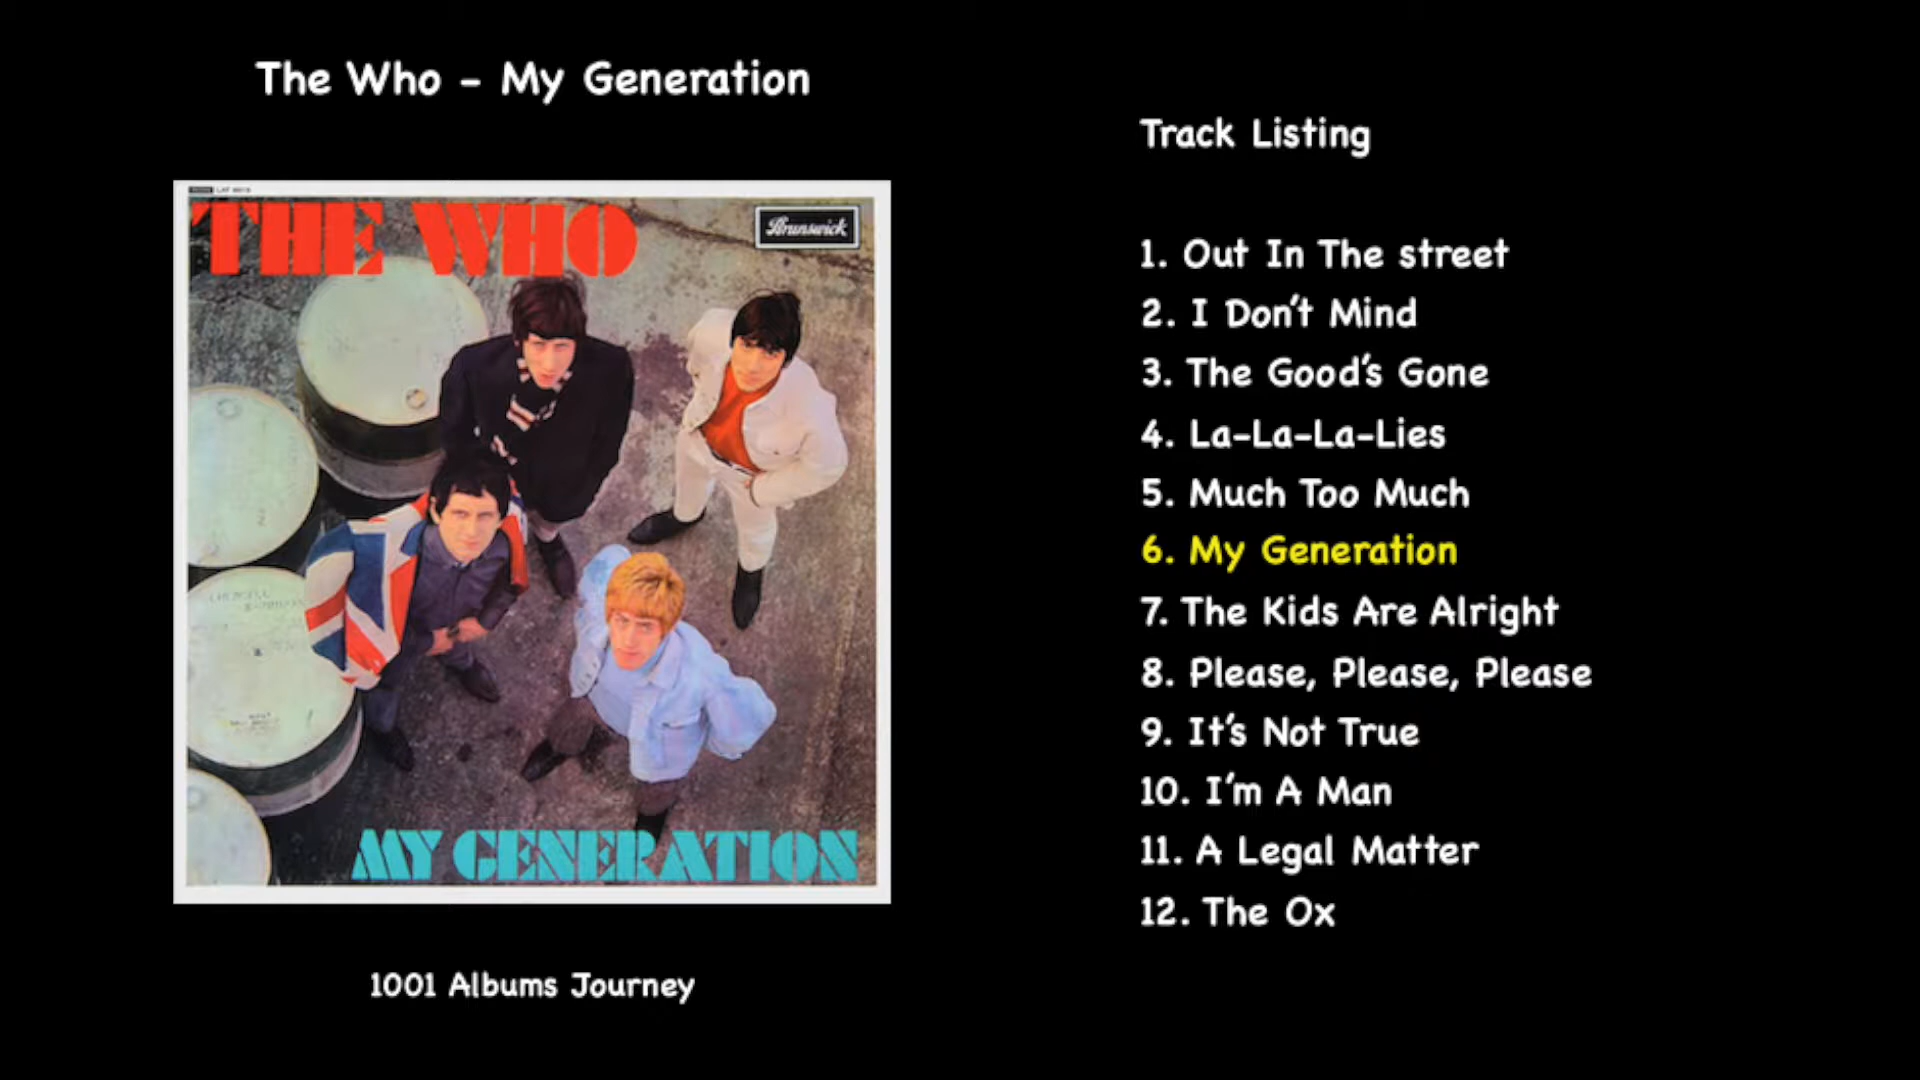 The Who - My Generation
THE WHO
Brunswick
MY GENERATION
1001 Albums Journey
Track Listing
1. Out In The street
2. I Don't Mind
3. The Good's Gone
4. La-La-La-Lies
5. Much Too Much
6. My Generation
7. The Kids Are Alright
8. Please, Please, Please
9. It's Not True
10. I'm A Man
11. A Legal Matter
12. The Ox